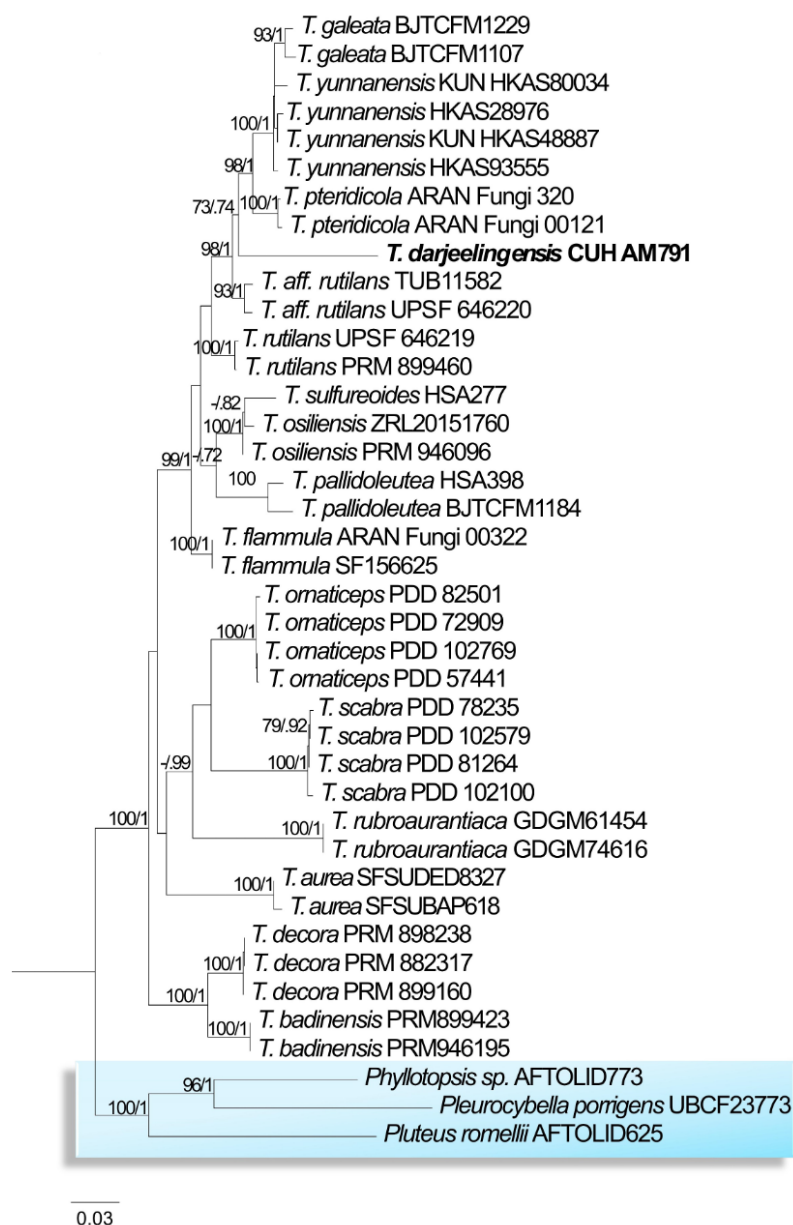 93/1
T. galeata BJTCFM1229
T. galeata BJTCFM1107
T. yunnanensis KUN HKAS80034
T. yunnanensis HKAS28976
100/1
T. yunnanensis KUN HKAS48887
T. yunnanensis HKAS93555
98/1
T. pteridicola ARAN Fungi 320
100/1
73/.74
T. pteridicola ARAN Fungi 00121
98/1
T. darjeelingensis CUH AM791
T. aff. rutilans TUB11582
93/1
T. aff. rutilans UPSF 646220
T. rutilans UPSF 646219
100/1
T. rutilans PRM 899460
T. sulfureoides HSA277
-/.82
T. osiliensis ZRL20151760
100/1
T. osiliensis PRM 946096
99/1
-/.72
T. pallidoleutea HSA398
100
T. pallidoleutea BJTCFM1184
T. flammula ARAN Fungi 00322
100/1
T. flammula SF156625
T. ornaticeps PDD 82501
T. ornaticeps PDD 72909
100/1
T. ornaticeps PDD 102769
T. ornaticeps PDD 57441
T. scabra PDD 78235
79/.92
T. scabra PDD 102579
T. scabra PDD 81264
100/1
-/.99
T. scabra PDD 102100
100/1
T. rubroaurantiaca GDGM61454
100/1
T. rubroaurantiaca GDGM74616
T. aurea SFSUDED8327
100/1
T. aurea SFSUBAP618
T. decora PRM 898238
T. decora PRM 882317
100/1
T. decora PRM 899160
100/1
T. badinensis PRM899423
100/1
T. badinensis PRM946195
Phyllotopsis sp. AFTOLID773
96/1
Pleurocybella porrigens UBCF23773
100/1
Pluteus romellii AFTOLID625
0.03